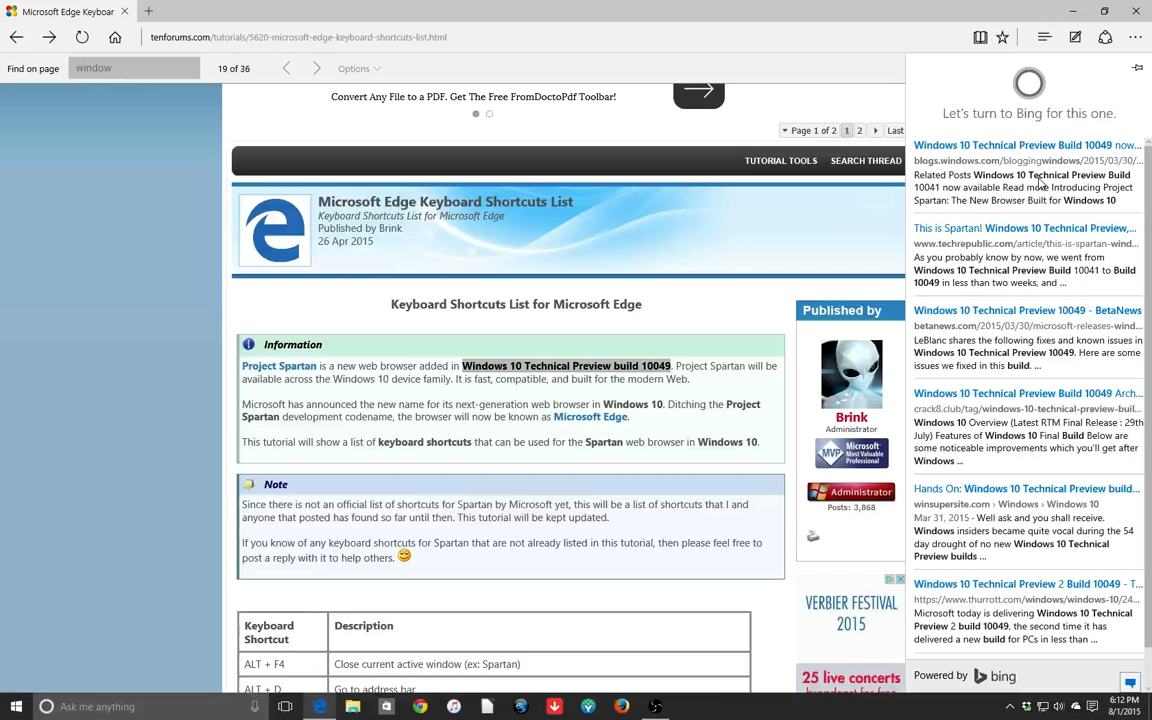 Microsoft Edge Keyboar
tenforums.com/tutorials/5620-microsoft-edge-keyboard-shortcuts-list.html
Find on page
window
19 of 36
Options
Convert Any File to a PDF. Get The Free FromDoctoPdf Toolbar!
Page 1 of 2
1
2
Last
TUTORIAL TOOLS
SEARCH THREAD
Microsoft Edge Keyboard Shortcuts List
Keyboard Shortcuts List for Microsoft Edge
Published by Brink
26 Apr 2015
Keyboard Shortcuts List for Microsoft Edge
Information
Project Spartan is a new web browser added in Windows 10 Technical Preview build 10049. Project Spartan will be
available across the Windows 10 device family. It is fast, compatible, and built for the modern Web.
Microsoft has announced the new name for its next-generation web browser in Windows 10. Ditching the Project
Spartan development codename, the browser will now be known as Microsoft Edge.
This tutorial will show a list of keyboard shortcuts that can be used for the Spartan web browser in Windows 10.
Note
Since there is not an official list of shortcuts for Spartan by Microsoft yet, this will be a list of shortcuts that I and
anyone that posted has found so far until then. This tutorial will be kept updated.
If you know of any keyboard shortcuts for Spartan that are not already listed in this tutorial, then please feel free to
post a reply with it to help others.
Keyboard
Shortcut
Description
ALT + F4
Close current active window (ex: Spartan)
ALT + D
Go to address bar
Published by
Brink
Administrator
MVP
Microsoft
Most Valuable
Professional
Administrator
Posts: 3,868
VERBIER FESTIVAL
2015
25 live concerts
broadcast for free
Let's turn to Bing for this one.
Windows 10 Technical Preview Build 10049 now...
blogs.windows.com/bloggingwindows/2015/03/30/...
Related Posts Windows 10 Technical Preview Build
10041 now available Read more Introducing Project
Spartan: The New Browser Built for Windows 10
This is Spartan! Windows 10 Technical Preview,...
www.techrepublic.com/article/this-is-spartan-wind...
As you probably know by now, we went from
Windows 10 Technical Preview Build 10041 to Build
10049 in less than two weeks, and ...
Windows 10 Technical Preview 10049 - BetaNews
betanews.com/2015/03/30/microsoft-releases-wind...
LeBlanc shares the following fixes and known issues in
Windows 10 Technical Preview 10049. Here are some
issues we fixed in this build. ...
Windows 10 Technical Preview Build 10049 Arch...
crack8.club/tag/windows-10-technical-preview-buil...
Windows 10 Overview (Latest RTM Final Release : 29th
July) Features of Windows 10 Final Build Below are
some noticeable improvements which you'll get after
Windows ...
Hands On: Windows 10 Technical Preview build...
winsupersite.com › Windows › Windows 10
Mar 31, 2015 - Well ask and you shall receive.
Windows insiders became quite vocal during the 54
day drought of no new Windows 10 Technical
Preview builds ...
Windows 10 Technical Preview 2 Build 10049 - T...
https://www.thurrott.com/windows/windows-10/24...
Microsoft today is delivering Windows 10 Technical
Preview 2 build 10049, the second time it has
delivered a new build for PCs in less than ...
Powered by
bing
Ask me anything
6:12 PM
8/1/2015